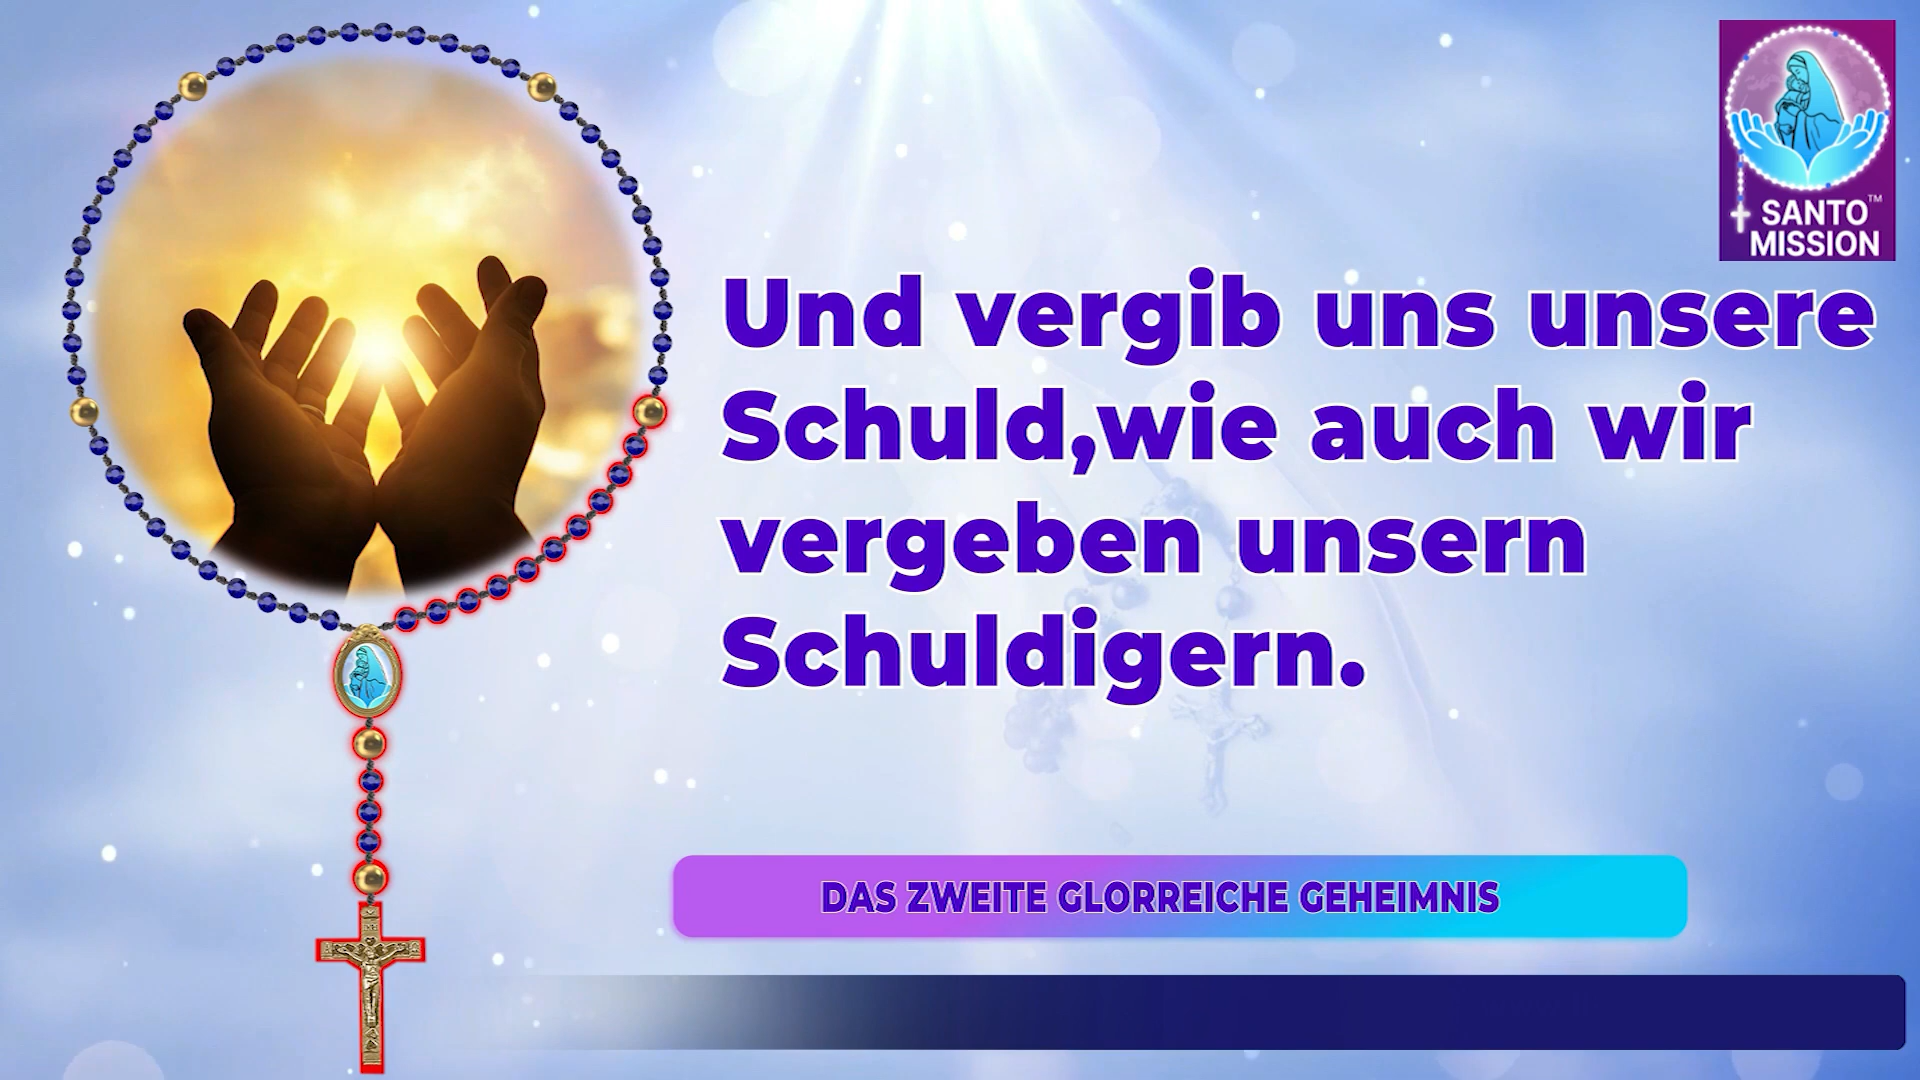 SANTO™
MISSION
Und vergib uns unsere
Schuld,wie auch wir
vergeben unsern
Schuldigern.
DAS ZWEITE GLORREICHE GEHEIMNIS